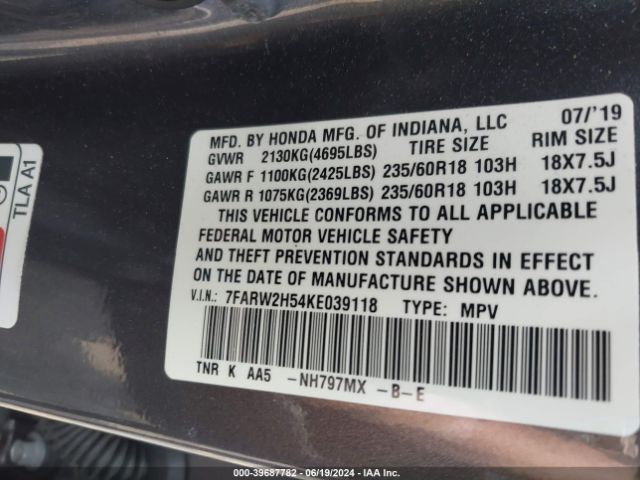 TLA A1
MFD. BY HONDA MFG. OF INDIANA, LLC 07/'19
GVWR 2130KG(4695LBS) TIRE SIZE RIM SIZE
GAWR F 1100KG(2425LBS) 235/60R18 103H 18X7.5J
GAWR R 1075KG(2369LBS) 235/60R18 103H 18X7.5J
THIS VEHICLE CONFORMS TO ALL APPLICABLE
FEDERAL MOTOR VEHICLE SAFETY
AND THEFT PREVENTION STANDARDS IN EFFECT
ON THE DATE OF MANUFACTURE SHOWN ABOVE.
V.I.N.: 7FARW2H54KE039118 TYPE: MPV
TNR K AA5 -NH797MX -B-E
000-39687782 - 06/19/2024 - IAA Inc.